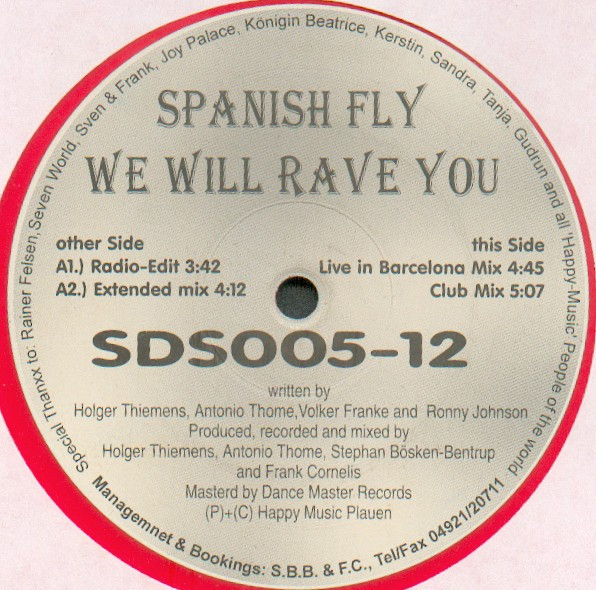 Special Thanxx to: Rainer Felsen, Seven World, Sven & Frank, Joy Palace, Königin Beatrice, Kerstin, Sandra, Tanja, Gudrun and all 'Happy-Music' People of the world
SPANISH FLY
WE WILL RAVE YOU
other Side
A1.) Radio-Edit 3:42
A2.) Extended mix 4:12
this Side
Live in Barcelona Mix 4:45
Club Mix 5:07
SDS005-12
written by
Holger Thiemens, Antonio Thome,Volker Franke and Ronny Johnson
Produced, recorded and mixed by
Holger Thiemens, Antonio Thome, Stephan Bösken-Bentrup
and Frank Cornelis
Masterd by Dance Master Records
(P)+(C) Happy Music Plauen
Managemnet & Bookings: S.B.B. & F.C., Tel/Fax 04921/20711